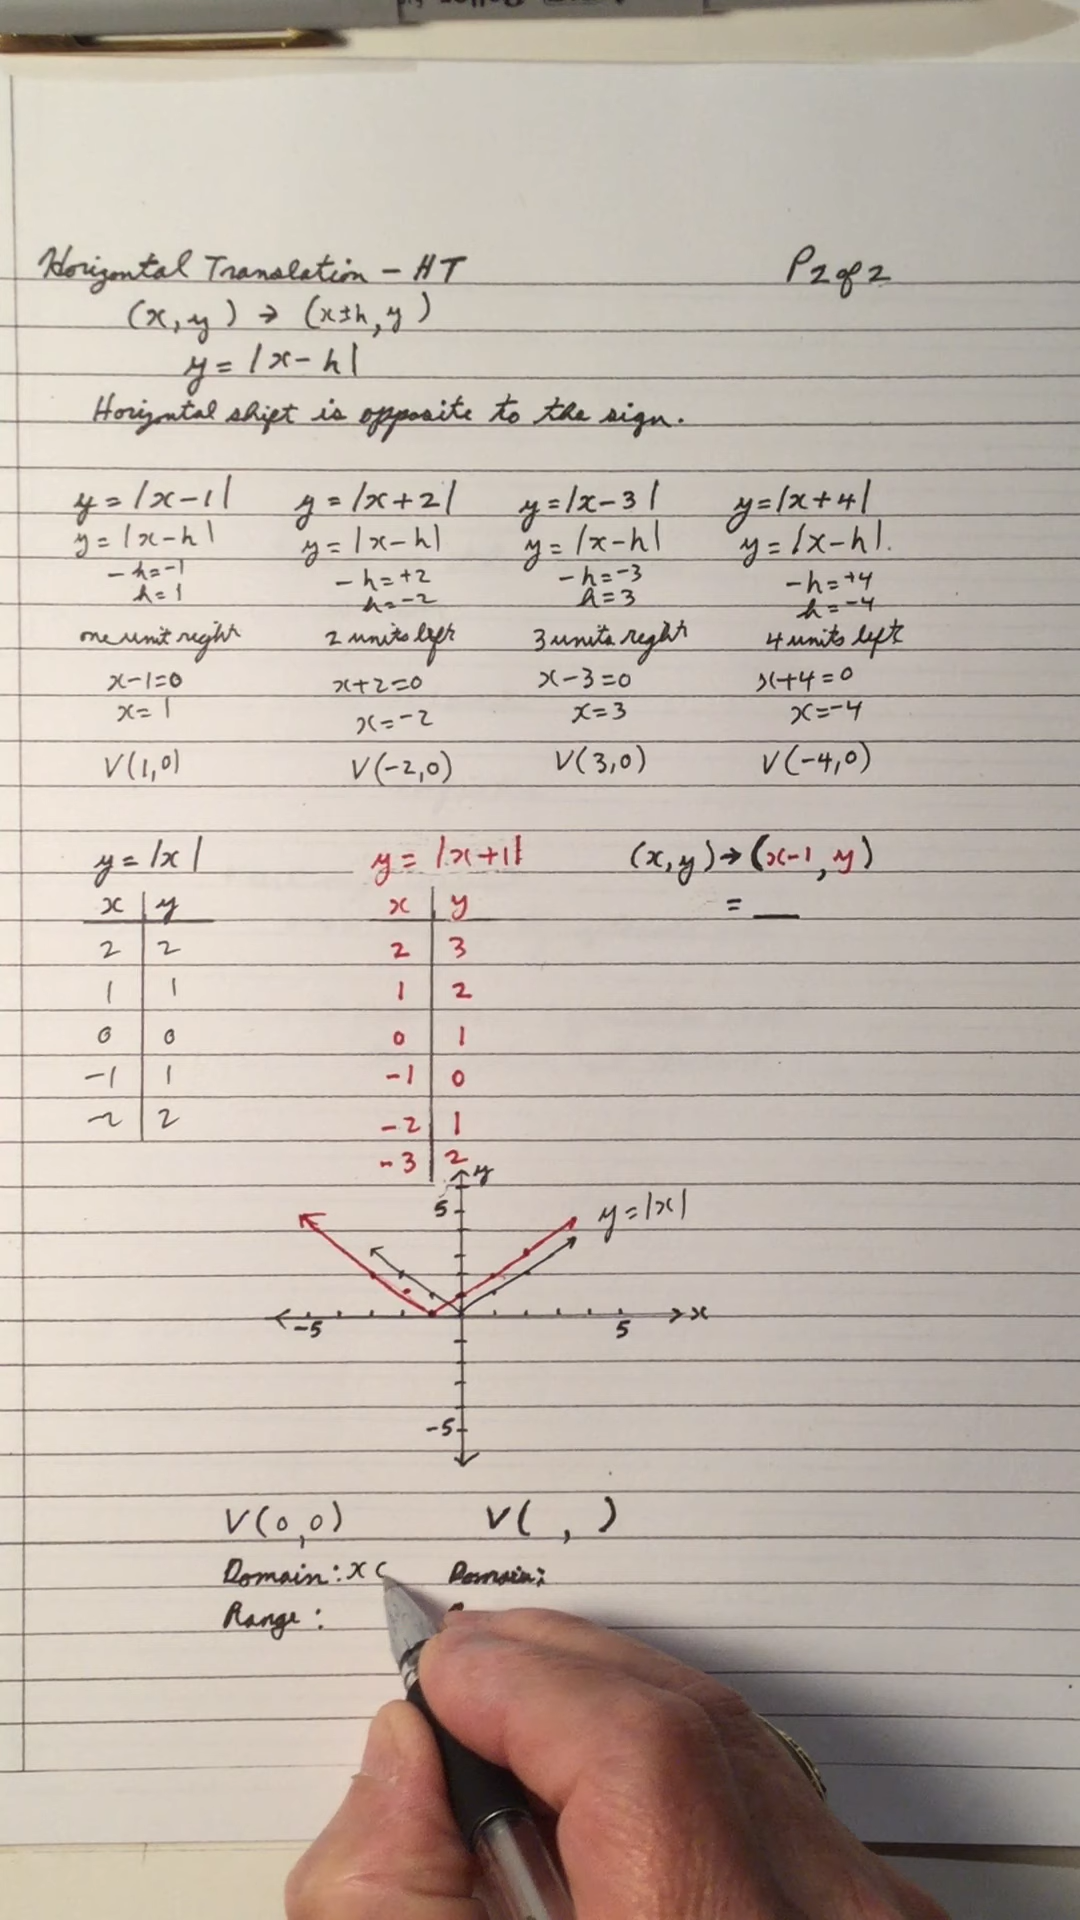 Horizontal Translation - HT P2 of 2
(x,y) → (x±h,y)
y = |x-h|
Horizontal shift is opposite to the sign.
y = |x-1| y = |x+2| y = |x-3| y = |x+4|
y = |x-h| y = |x-h| y = |x-h| y = |x-h|.
-h=-1 -h=+2 -h=-3 -h=+4
h=1 h=-2 h=3 h=-4
one unit right 2 units left 3 units right 4 units left
x-1=0 x+2=0 x-3=0 x+4=0
x=1 x=-2 x=3 x=-4
V(1,0) V(-2,0) V(3,0) V(-4,0)
y = |x| y = |x+1| (x,y) → (x-1,y)
x y x y = __
2 2 2 3
1 1 1 2
0 0 0 1
-1 1 -1 0
-2 2 -2 1
-3 2
y
5 y = |x|
-5 5 x
-5
V(0,0) V( , )
Domain: x Domain:
Range: